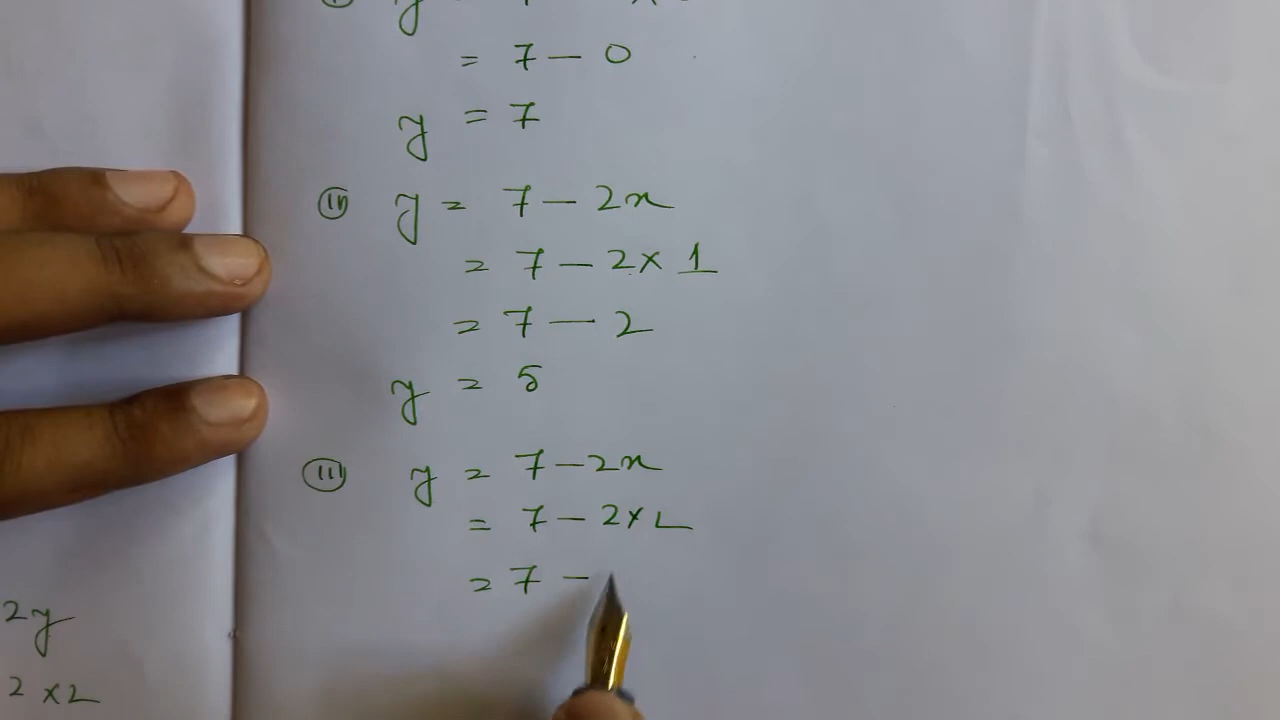 = 7 - 0
y = 7
(ii) y = 7 - 2x
= 7 - 2 x 1
= 7 - 2
y = 5
(iii) y = 7 - 2x
= 7 - 2 x 2
= 7 -
2y
2 x 2